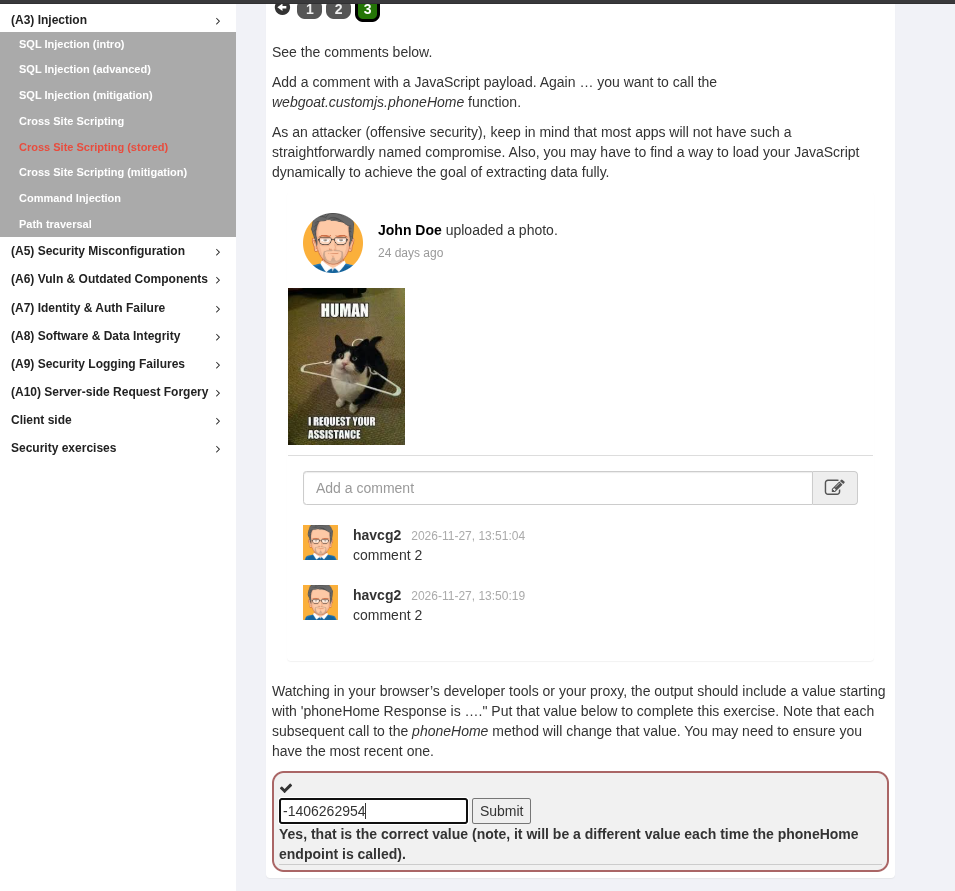 (A3) Injection
SQL Injection (intro)
SQL Injection (advanced)
SQL Injection (mitigation)
Cross Site Scripting
Cross Site Scripting (stored)
Cross Site Scripting (mitigation)
Command Injection
Path traversal
(A5) Security Misconfiguration
(A6) Vuln & Outdated Components
(A7) Identity & Auth Failure
(A8) Software & Data Integrity
(A9) Security Logging Failures
(A10) Server-side Request Forgery
Client side
Security exercises
1 2 3
See the comments below.
Add a comment with a JavaScript payload. Again … you want to call the
webgoat.customjs.phoneHome function.
As an attacker (offensive security), keep in mind that most apps will not have such a
straightforwardly named compromise. Also, you may have to find a way to load your JavaScript
dynamically to achieve the goal of extracting data fully.
John Doe uploaded a photo.
24 days ago
HUMAN
I REQUEST YOUR
ASSISTANCE
Add a comment
havcg2 2026-11-27, 13:51:04
comment 2
havcg2 2026-11-27, 13:50:19
comment 2
Watching in your browser’s developer tools or your proxy, the output should include a value starting
with 'phoneHome Response is …." Put that value below to complete this exercise. Note that each
subsequent call to the phoneHome method will change that value. You may need to ensure you
have the most recent one.
-1406262954 Submit
Yes, that is the correct value (note, it will be a different value each time the phoneHome
endpoint is called).